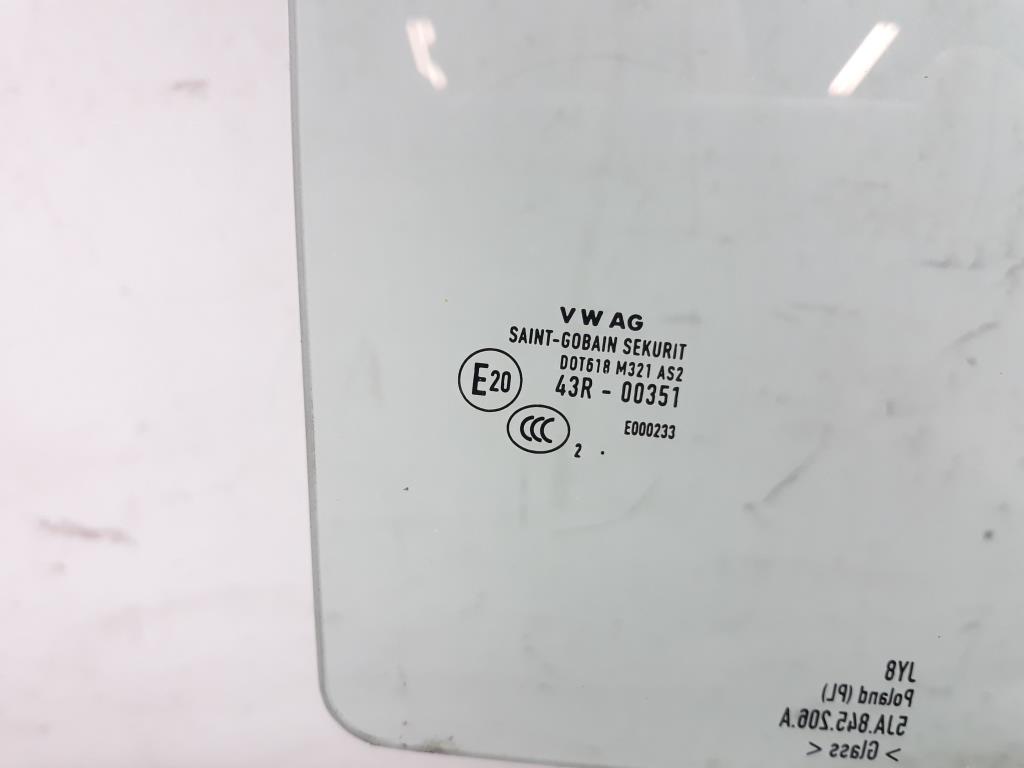 VW AG
SAINT-GOBAIN SEKURIT
DOT618 M321 AS2
E20
43R - 00351
CCC
E000233
2 .
JY8
Poland (PL)
5JA.845.206.A
> Glass <